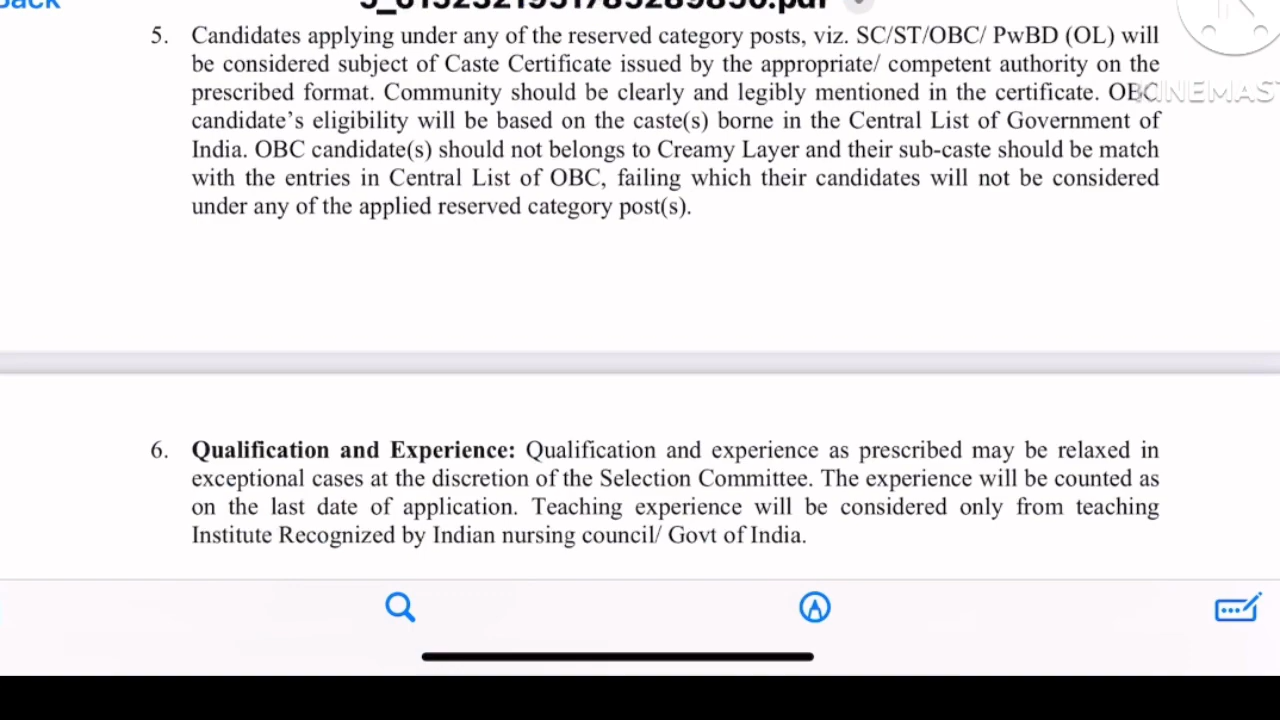 5. Candidates applying under any of the reserved category posts, viz. SC/ST/OBC/ PwBD (OL) will
be considered subject of Caste Certificate issued by the appropriate/ competent authority on the
prescribed format. Community should be clearly and legibly mentioned in the certificate. OBC
candidate's eligibility will be based on the caste(s) borne in the Central List of Government of
India. OBC candidate(s) should not belongs to Creamy Layer and their sub-caste should be match
with the entries in Central List of OBC, failing which their candidates will not be considered
under any of the applied reserved category post(s).
6. Qualification and Experience: Qualification and experience as prescribed may be relaxed in
exceptional cases at the discretion of the Selection Committee. The experience will be counted as
on the last date of application. Teaching experience will be considered only from teaching
Institute Recognized by Indian nursing council/ Govt of India.